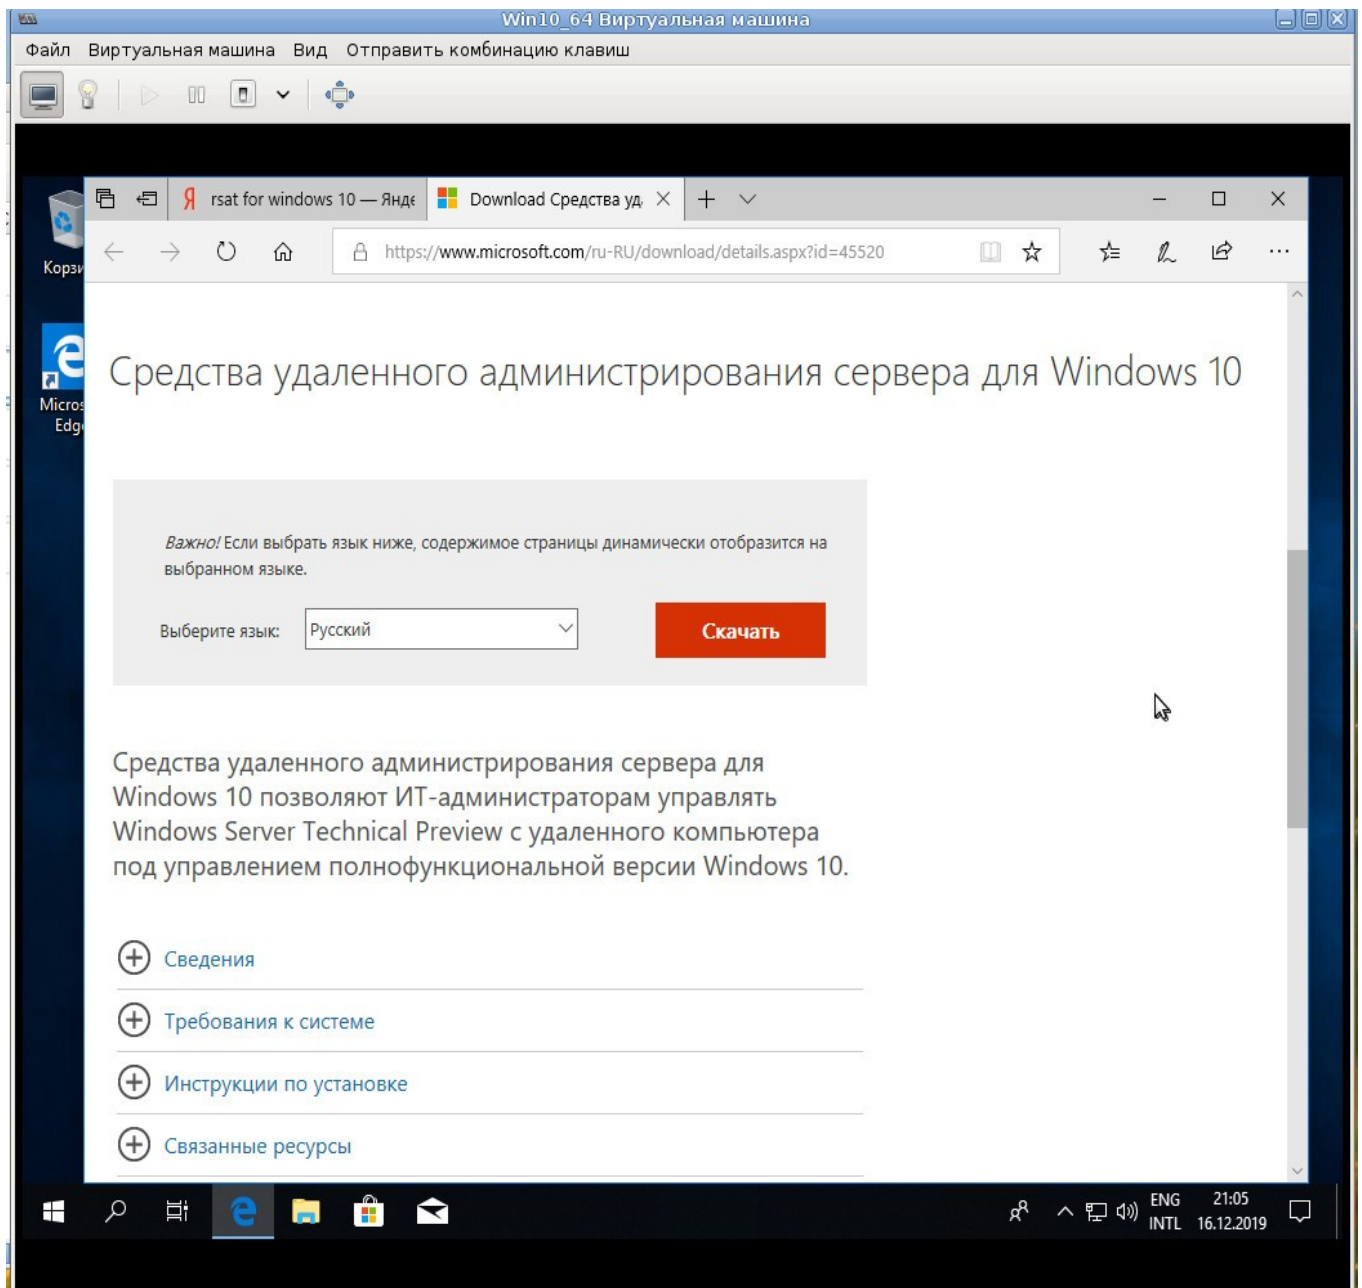 Win10_64 Виртуальная машина
Файл Виртуальная машина Вид Отправить комбинацию клавиш
rsat for windows 10 — Янде
Download Средства уд
https://www.microsoft.com/ru-RU/download/details.aspx?id=45520
Корзи
Micros
Edg
Средства удаленного администрирования сервера для Windows 10
Важно! Если выбрать язык ниже, содержимое страницы динамически отобразится на
выбранном языке.
Выберите язык: Русский Скачать
Средства удаленного администрирования сервера для
Windows 10 позволяют ИТ-администраторам управлять
Windows Server Technical Preview с удаленного компьютера
под управлением полнофункциональной версии Windows 10.
Сведения
Требования к системе
Инструкции по установке
Связанные ресурсы
ENG 21:05
INTL 16.12.2019